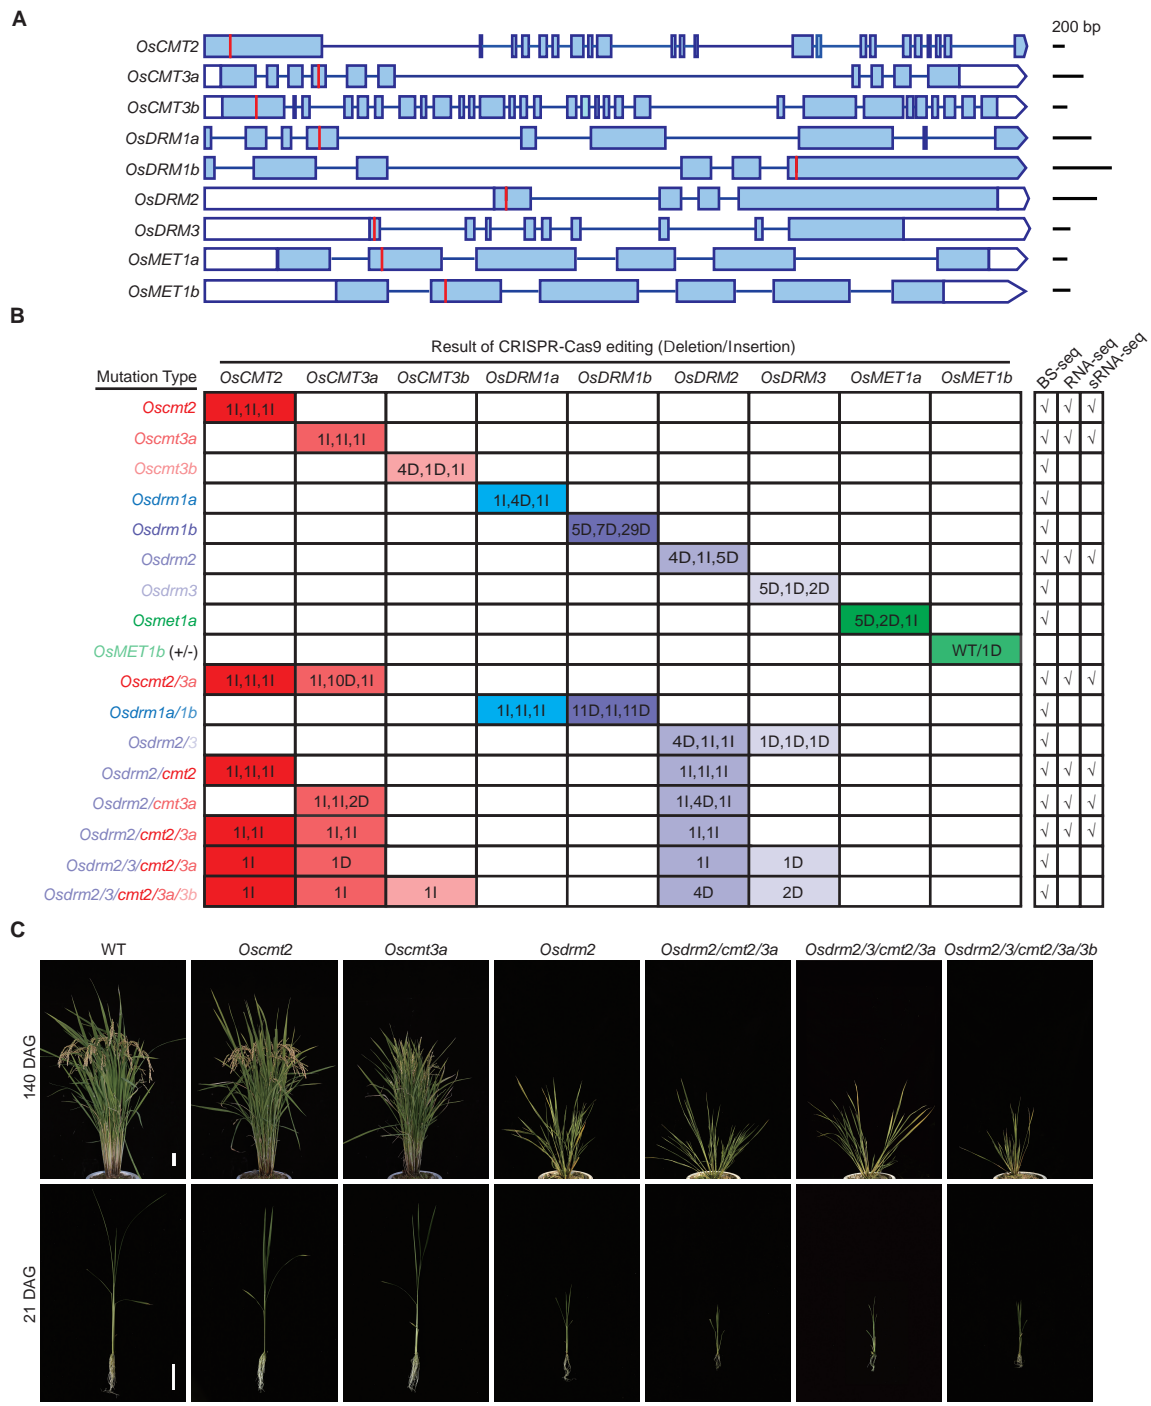 A
200 bp
OsCMT2
OsCMT3a
OsCMT3b
OsDRM1a
OsDRM1b
OsDRM2
OsDRM3
OsMET1a
OsMET1b
B
Result of CRISPR-Cas9 editing (Deletion/Insertion)
BS-seq RNA-seq sRNA-seq
Mutation Type OsCMT2 OsCMT3a OsCMT3b OsDRM1a OsDRM1b OsDRM2 OsDRM3 OsMET1a OsMET1b
Oscmt2 1I,1I,1I √ √ √
Oscmt3a 1I,1I,1I √ √ √
Oscmt3b 4D,1D,1I √
Osdrm1a 1I,4D,1I √
Osdrm1b 5D,7D,29D √
Osdrm2 4D,1I,5D √ √ √
Osdrm3 5D,1D,2D √
Osmet1a 5D,2D,1I √
OsMET1b (+/-) WT/1D
Oscmt2/3a 1I,1I,1I 1I,10D,1I √ √ √
Osdrm1a/1b 1I,1I,1I 11D,1I,11D √
Osdrm2/3 4D,1I,1I 1D,1D,1D √
Osdrm2/cmt2 1I,1I,1I 1I,1I,1I √ √ √
Osdrm2/cmt3a 1I,1I,2D 1I,4D,1I √ √ √
Osdrm2/cmt2/3a 1I,1I 1I,1I 1I,1I √ √ √
Osdrm2/3/cmt2/3a 1I 1D 1I 1D √
Osdrm2/3/cmt2/3a/3b 1I 1I 1I 4D 2D √
C
WT Oscmt2 Oscmt3a Osdrm2 Osdrm2/cmt2/3a Osdrm2/3/cmt2/3a Osdrm2/3/cmt2/3a/3b
140 DAG
21 DAG